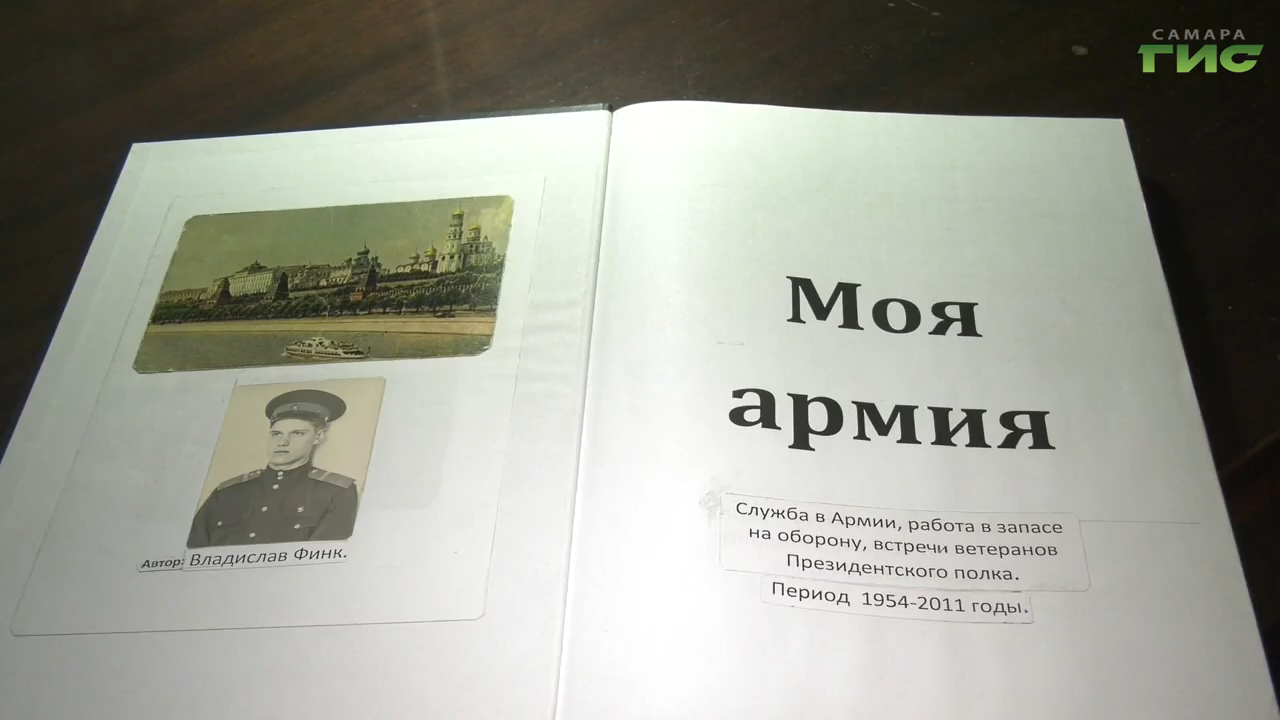 САМАРА
ГИС
Автор: Владислав Финк.
Моя
армия
Служба в Армии, работа в запасе
на оборону, встречи ветеранов
Президентского полка.
Период 1954-2011 годы.